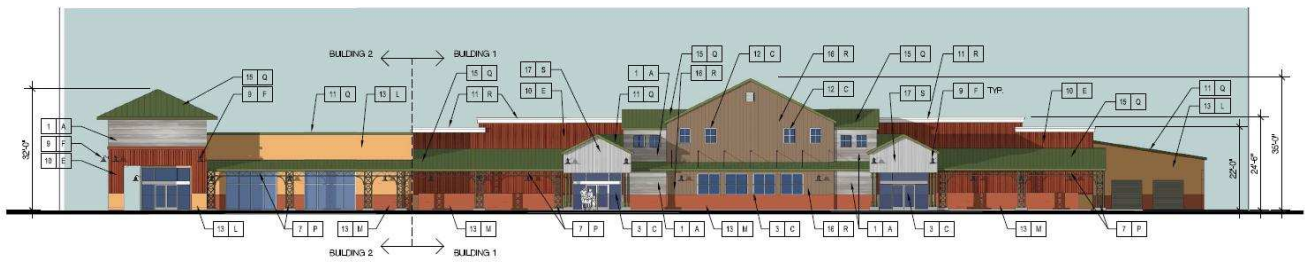 BUILDING 2 BUILDING 1
15 Q
9 F
11 Q
13 L
15 Q
11 R
17 S
10 E
1 A
11 Q
15 Q
16 R
12 C
16 R
12 C
15 Q
17 S
11 R
9 F TYP.
10 E
15 Q
11 Q
13 L
1 A
9 F
10 E
32'-0"
22'-0"
24'-6"
35'-0"
13 L
7 P
13 M
13 M
7 P
3 C
1 A
13 M
3 C
16 R
1 A
3 C
13 M
7 P
BUILDING 2 BUILDING 1